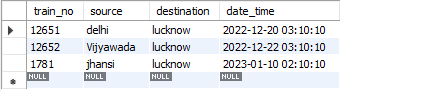 train_no source destination date_time
12651 delhi lucknow 2022-12-20 03:10:10
12652 Vijyawada lucknow 2022-12-22 03:10:10
1781 jhansi lucknow 2023-01-10 02:10:10
NULL NULL NULL NULL